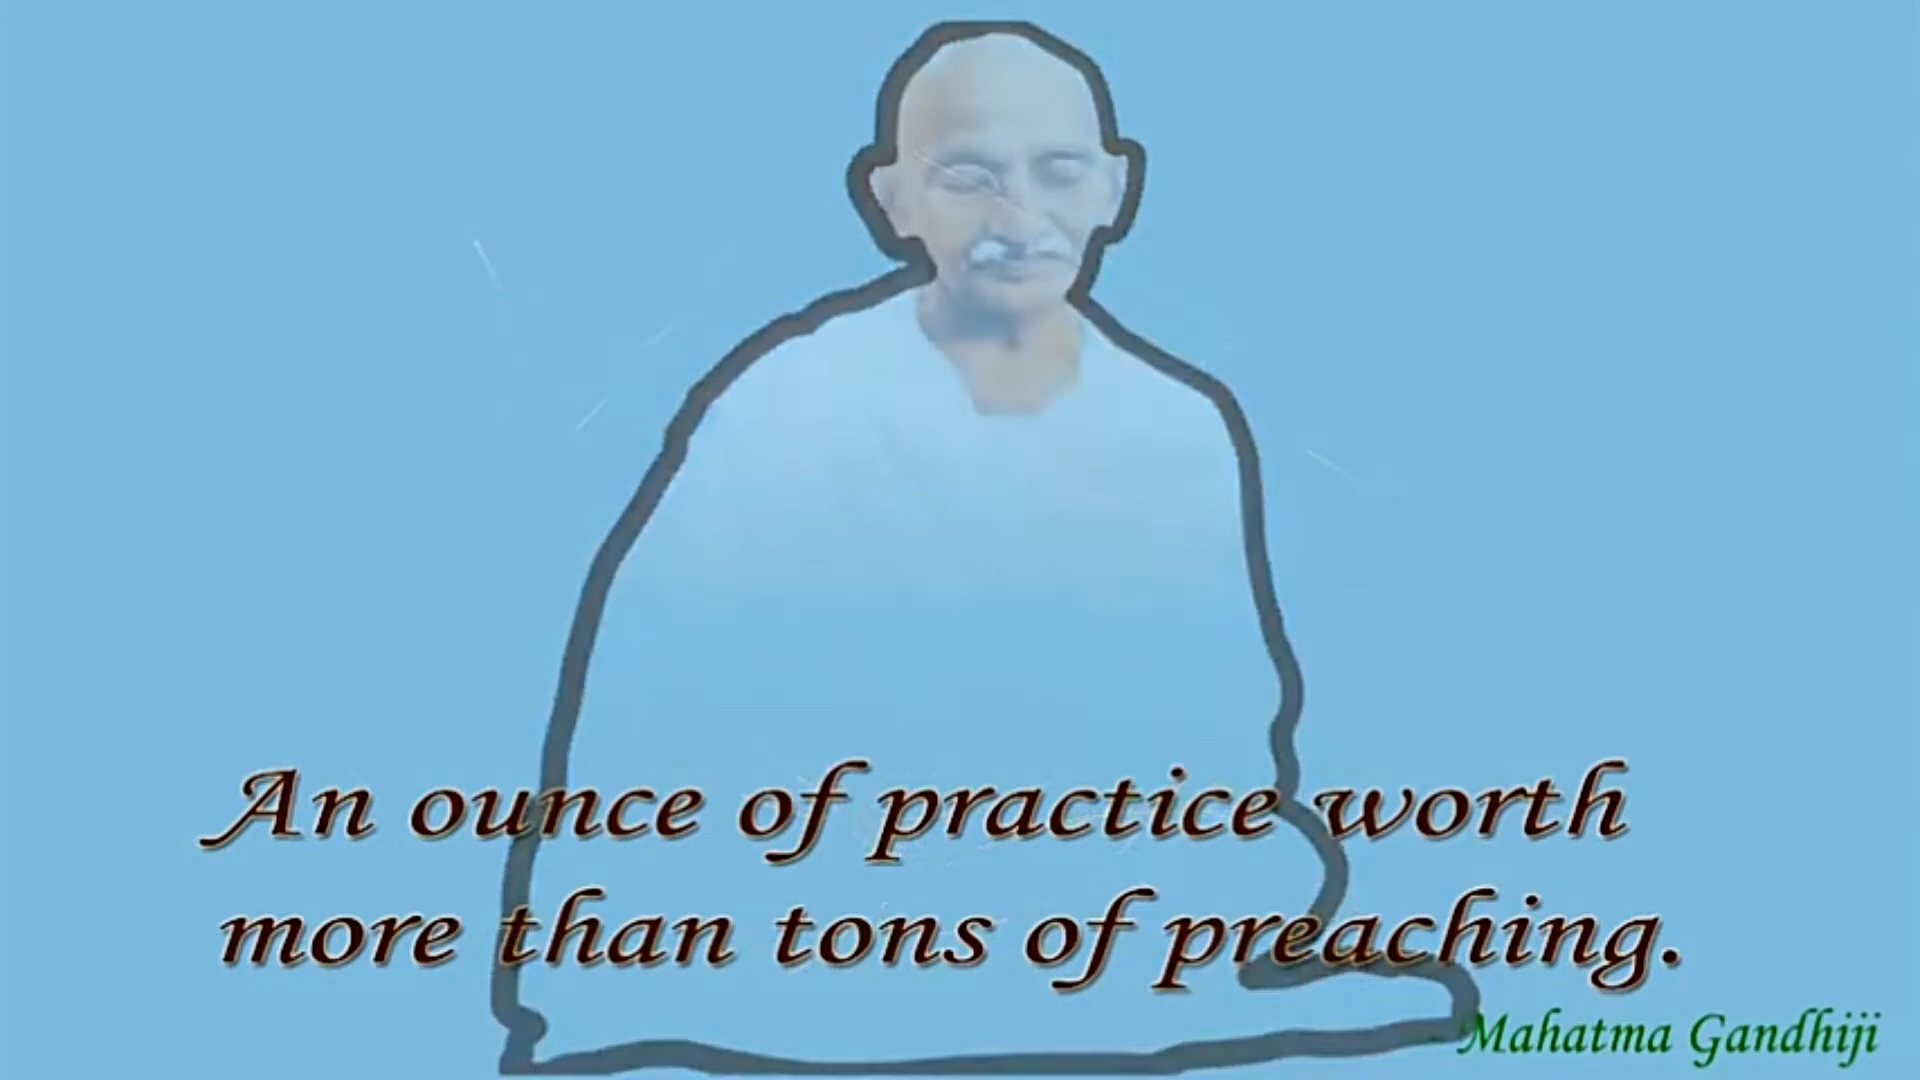 An ounce of practice worth
more than tons of preaching.
- Mahatma Gandhiji